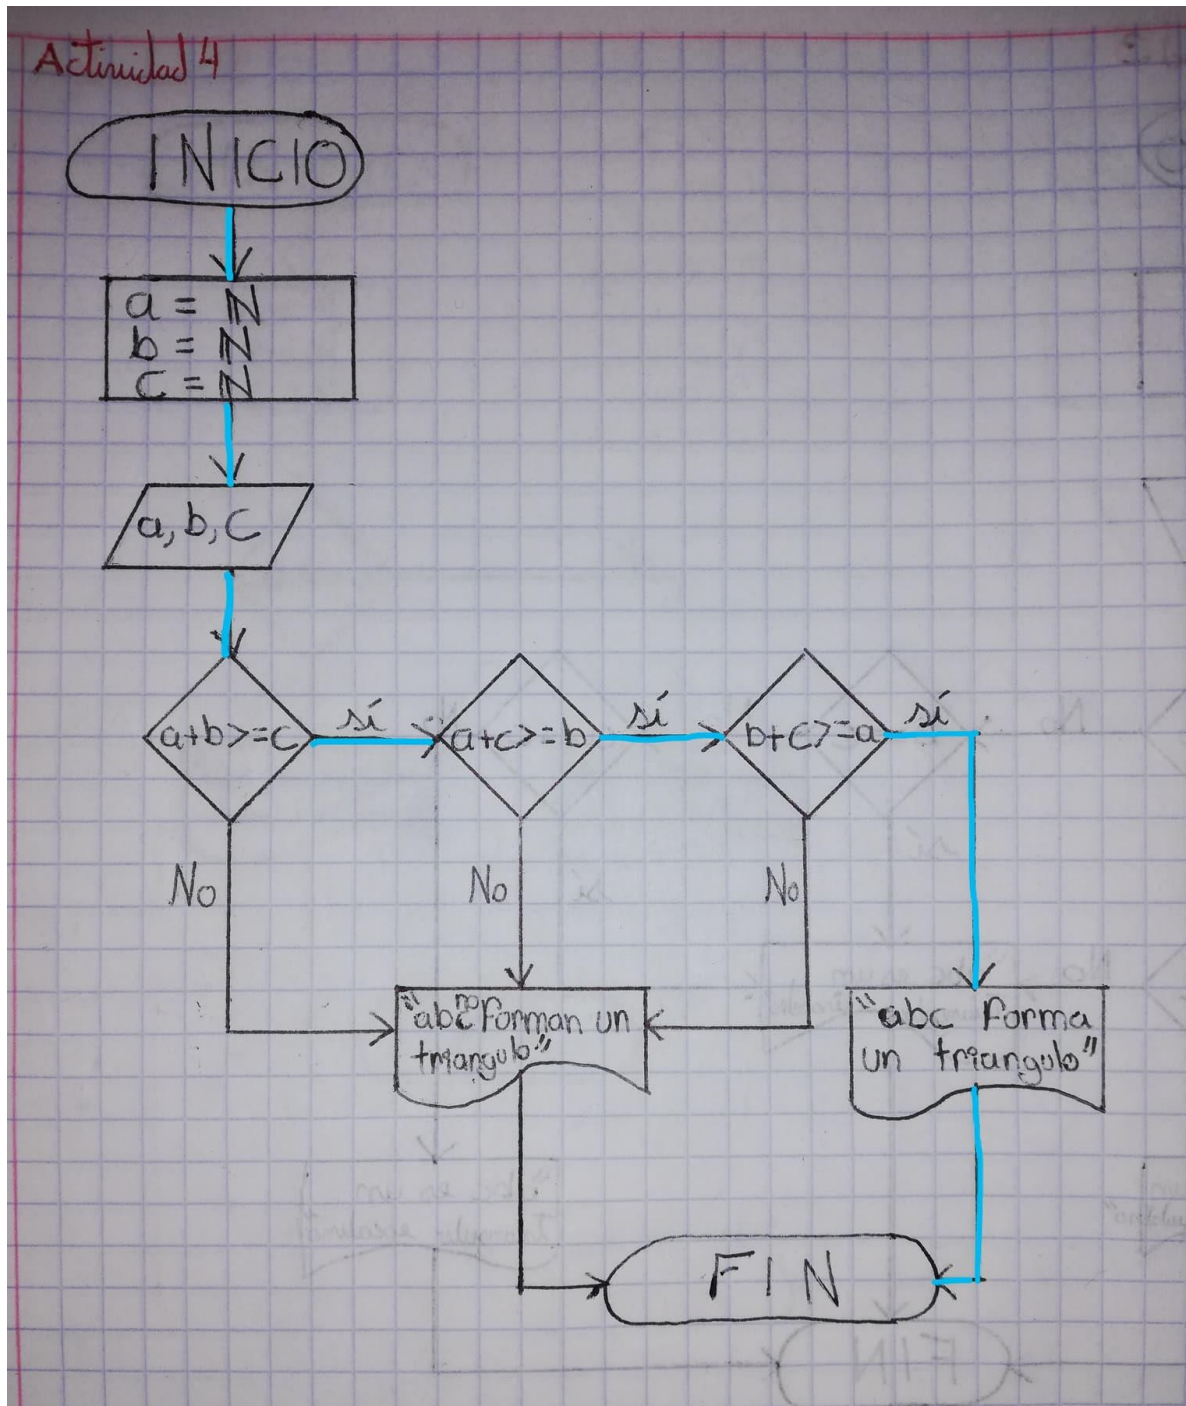 Actividad 4
INICIO
a = ℕ
b = ℕ
c = ℕ
a, b, c
a+b>=c
sí
a+c>=b
sí
b+c>=a
sí
No
No
No
"abc no forman un
triangulo."
"abc forma
un triangulo"
FIN